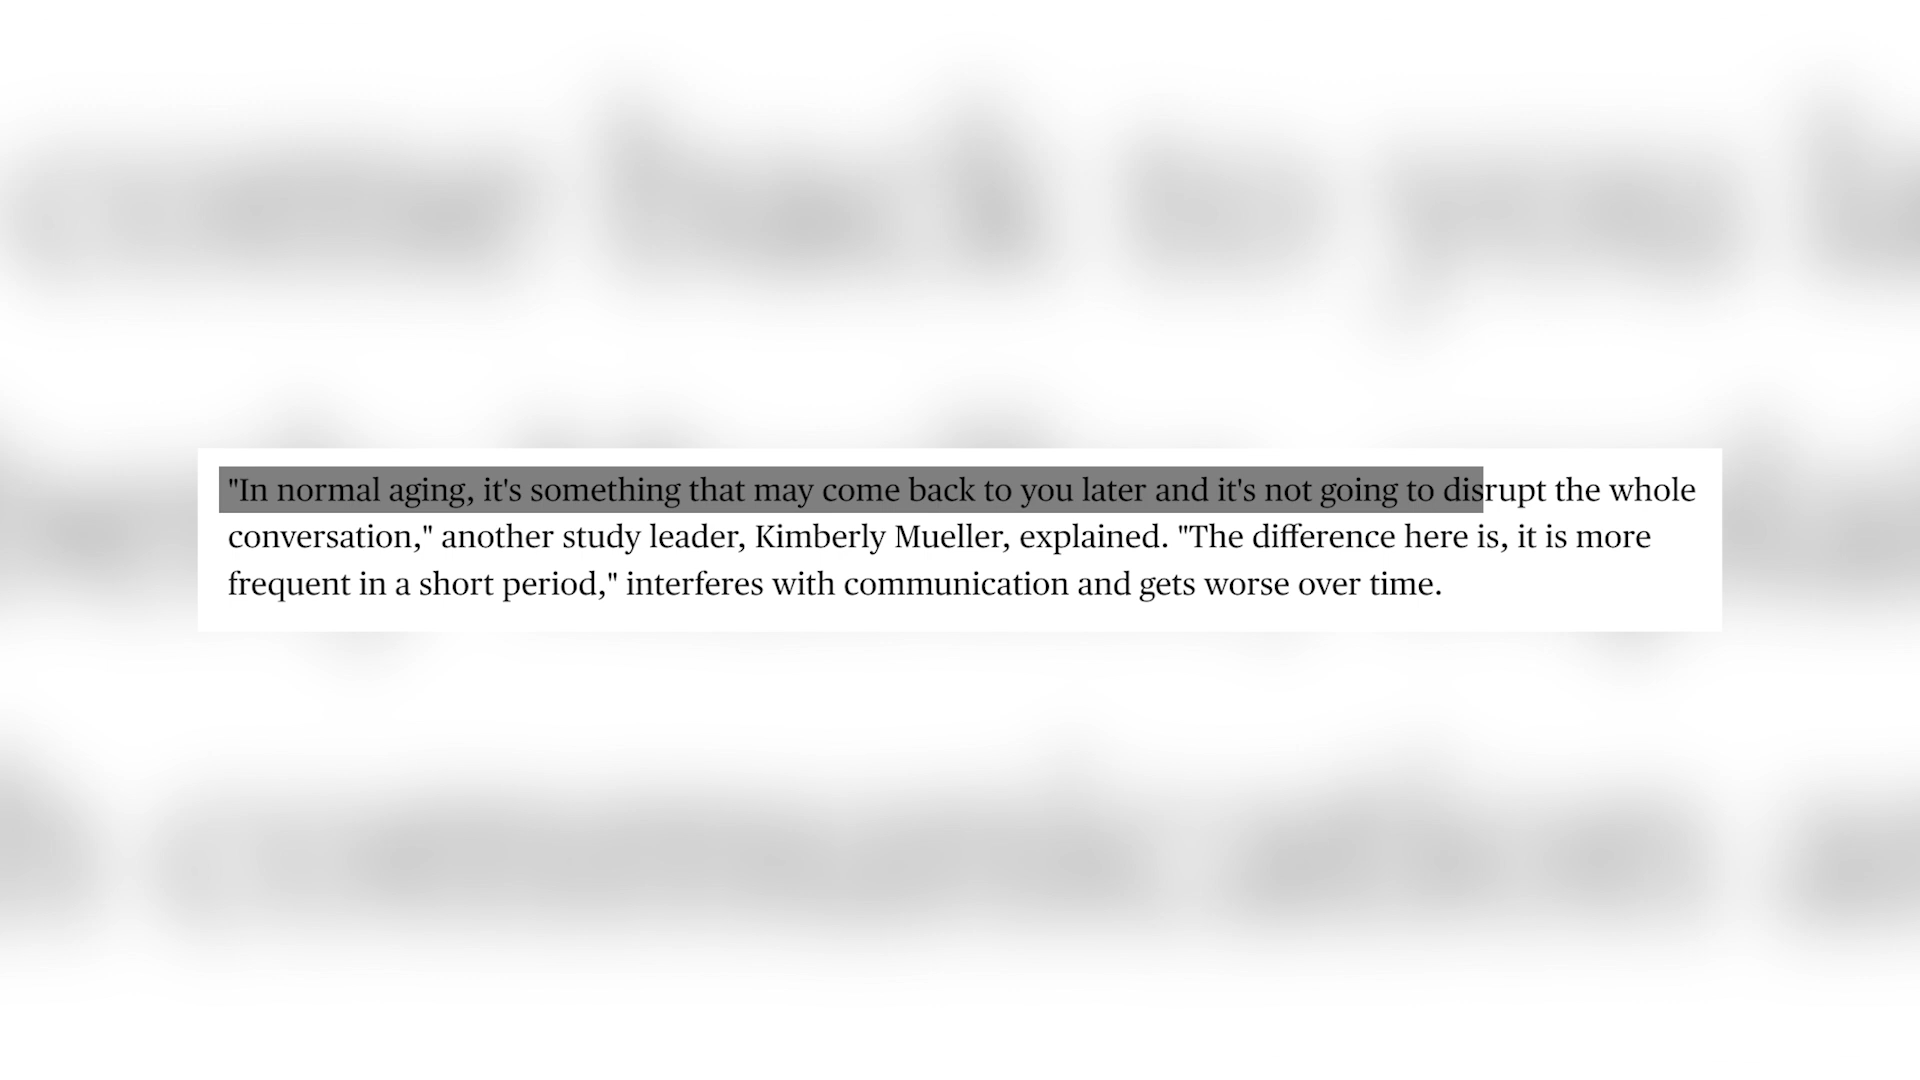 "In normal aging, it's something that may come back to you later and it's not going to disrupt the whole
conversation," another study leader, Kimberly Mueller, explained. "The difference here is, it is more
frequent in a short period," interferes with communication and gets worse over time.